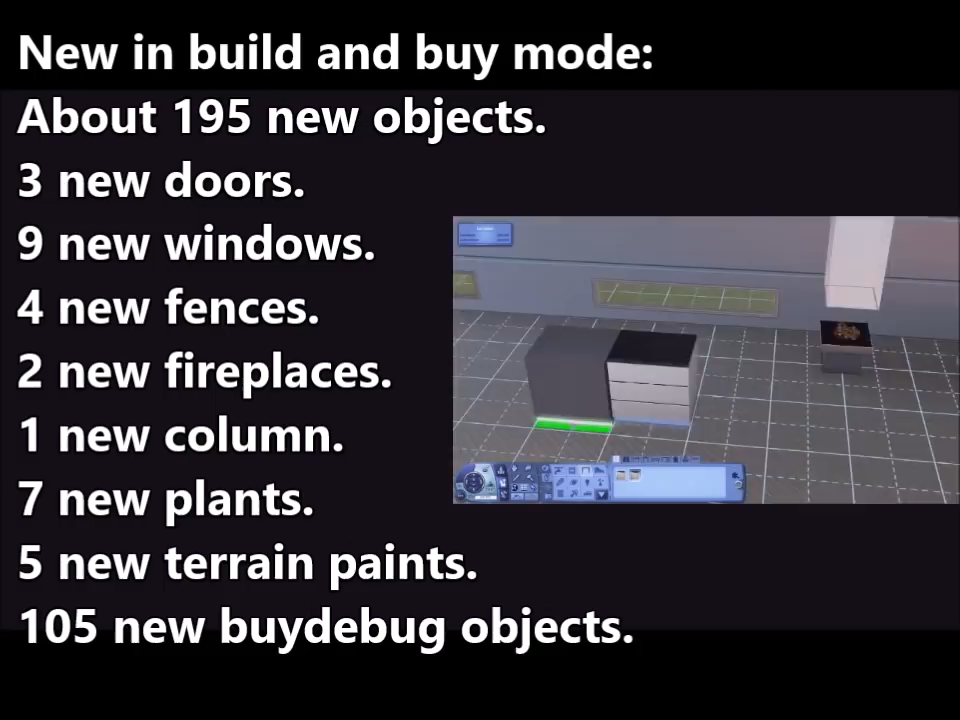 New in build and buy mode:
About 195 new objects.
3 new doors.
9 new windows.
4 new fences.
2 new fireplaces.
1 new column.
7 new plants.
5 new terrain paints.
105 new buydebug objects.